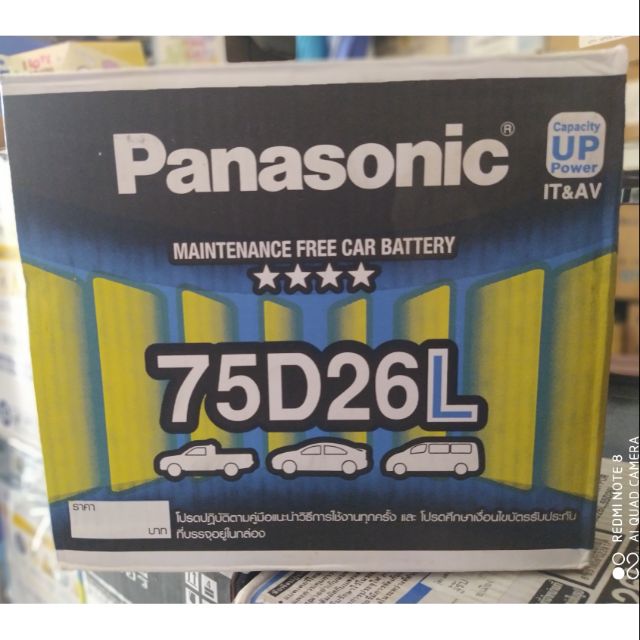 Panasonic®
Capacity
UP
Power
IT&AV
MAINTENANCE FREE CAR BATTERY
★★★★
75D26L
ราคา
บาท
โปรดปฏิบัติตามคู่มือแนะนำวิธีการใช้งานทุกครั้ง และ โปรดศึกษาเงื่อนไขบัตรรับประกัน
ที่บรรจุอยู่ในกล่อง
REDMI NOTE 8
AI QUAD CAMERA